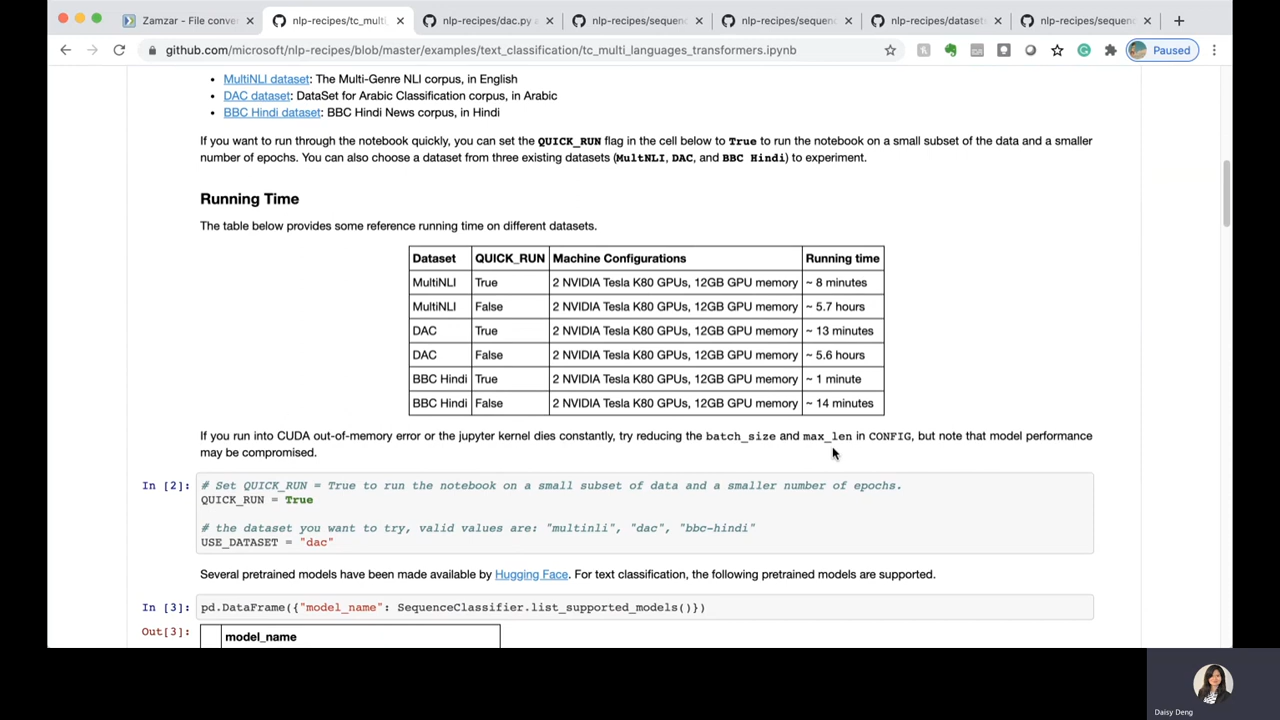 Zamzar - File conver
nlp-recipes/tc_multi_
nlp-recipes/dac.py a
nlp-recipes/sequenc
nlp-recipes/sequen
nlp-recipes/dataset
nlp-recipes/sequen
github.com/microsoft/nlp-recipes/blob/master/examples/text_classification/tc_multi_languages_transformers.ipynb
Paused
• MultiNLI dataset: The Multi-Genre NLI corpus, in English
• DAC dataset: DataSet for Arabic Classification corpus, in Arabic
• BBC Hindi dataset: BBC Hindi News corpus, in Hindi
If you want to run through the notebook quickly, you can set the QUICK_RUN flag in the cell below to True to run the notebook on a small subset of the data and a smaller
number of epochs. You can also choose a dataset from three existing datasets (MultNLI, DAC, and BBC Hindi) to experiment.
Running Time
The table below provides some reference running time on different datasets.
Dataset QUICK_RUN Machine Configurations Running time
MultiNLI True 2 NVIDIA Tesla K80 GPUs, 12GB GPU memory ~ 8 minutes
MultiNLI False 2 NVIDIA Tesla K80 GPUs, 12GB GPU memory ~ 5.7 hours
DAC True 2 NVIDIA Tesla K80 GPUs, 12GB GPU memory ~ 13 minutes
DAC False 2 NVIDIA Tesla K80 GPUs, 12GB GPU memory ~ 5.6 hours
BBC Hindi True 2 NVIDIA Tesla K80 GPUs, 12GB GPU memory ~ 1 minute
BBC Hindi False 2 NVIDIA Tesla K80 GPUs, 12GB GPU memory ~ 14 minutes
If you run into CUDA out-of-memory error or the jupyter kernel dies constantly, try reducing the batch_size and max_len in CONFIG, but note that model performance
may be compromised.
In [2]: # Set QUICK_RUN = True to run the notebook on a small subset of data and a smaller number of epochs.
QUICK_RUN = True
# the dataset you want to try, valid values are: "multinli", "dac", "bbc-hindi"
USE_DATASET = "dac"
Several pretrained models have been made available by Hugging Face. For text classification, the following pretrained models are supported.
In [3]: pd.DataFrame({"model_name": SequenceClassifier.list_supported_models()})
Out[3]:
model_name
Daisy Deng